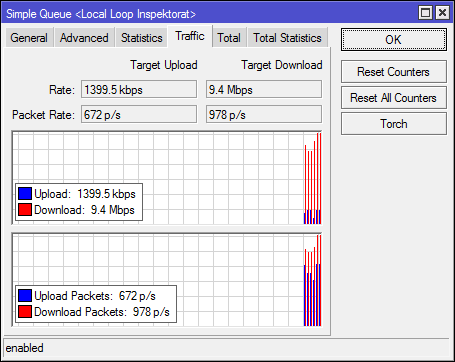 Simple Queue <Local Loop Inspektorat>
General Advanced Statistics Traffic Total Total Statistics
OK
Target Upload Target Download
Reset Counters
Rate: 1399.5 kbps 9.4 Mbps
Reset All Counters
Packet Rate: 672 p/s 978 p/s
Torch
Upload: 1399.5 kbps
Download: 9.4 Mbps
Upload Packets: 672 p/s
Download Packets: 978 p/s
enabled